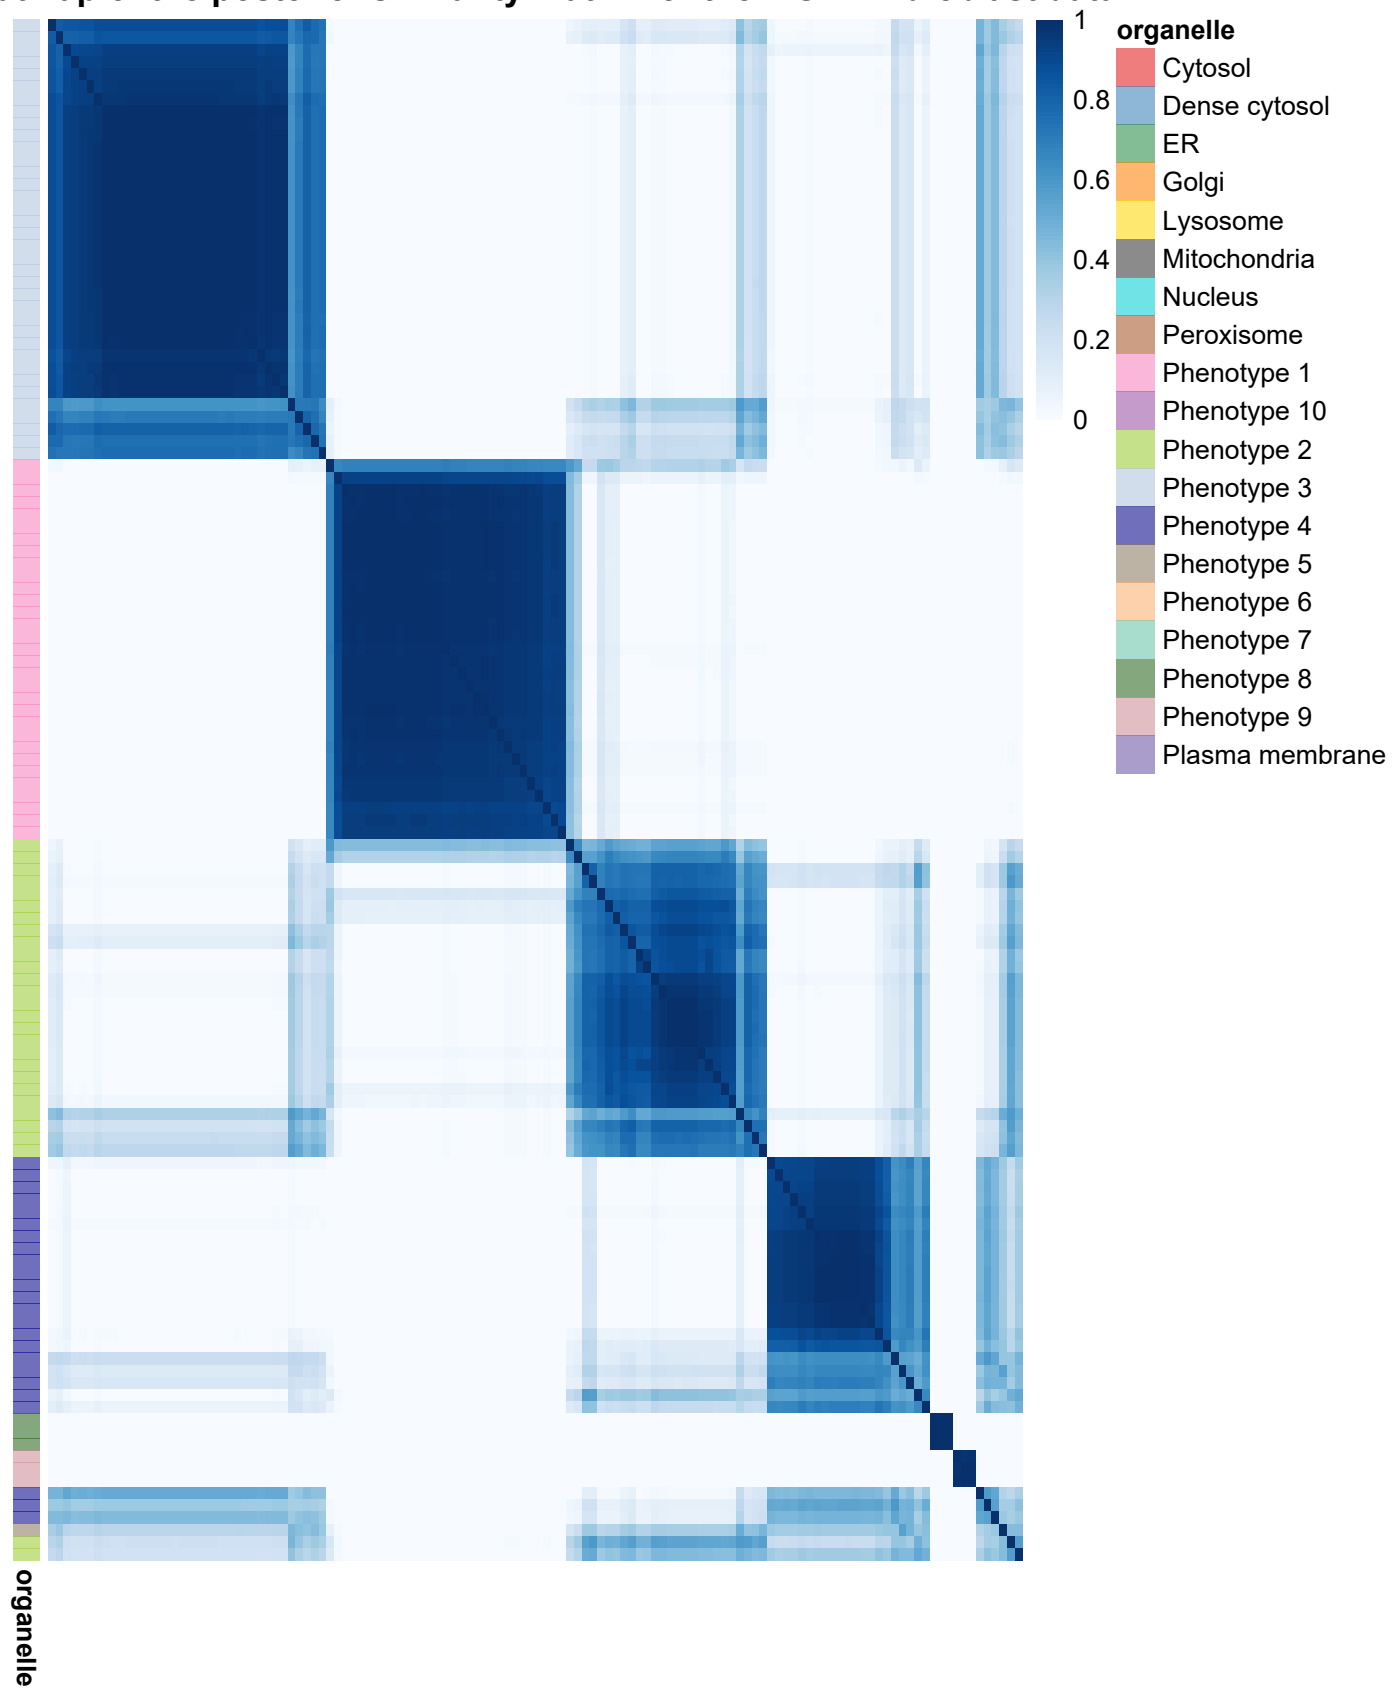 1
0.8
0.6
0.4
0.2
0
organelle
Cytosol
Dense cytosol
ER
Golgi
Lysosome
Mitochondria
Nucleus
Peroxisome
Phenotype 1
Phenotype 10
Phenotype 2
Phenotype 3
Phenotype 4
Phenotype 5
Phenotype 6
Phenotype 7
Phenotype 8
Phenotype 9
Plasma membrane
organelle